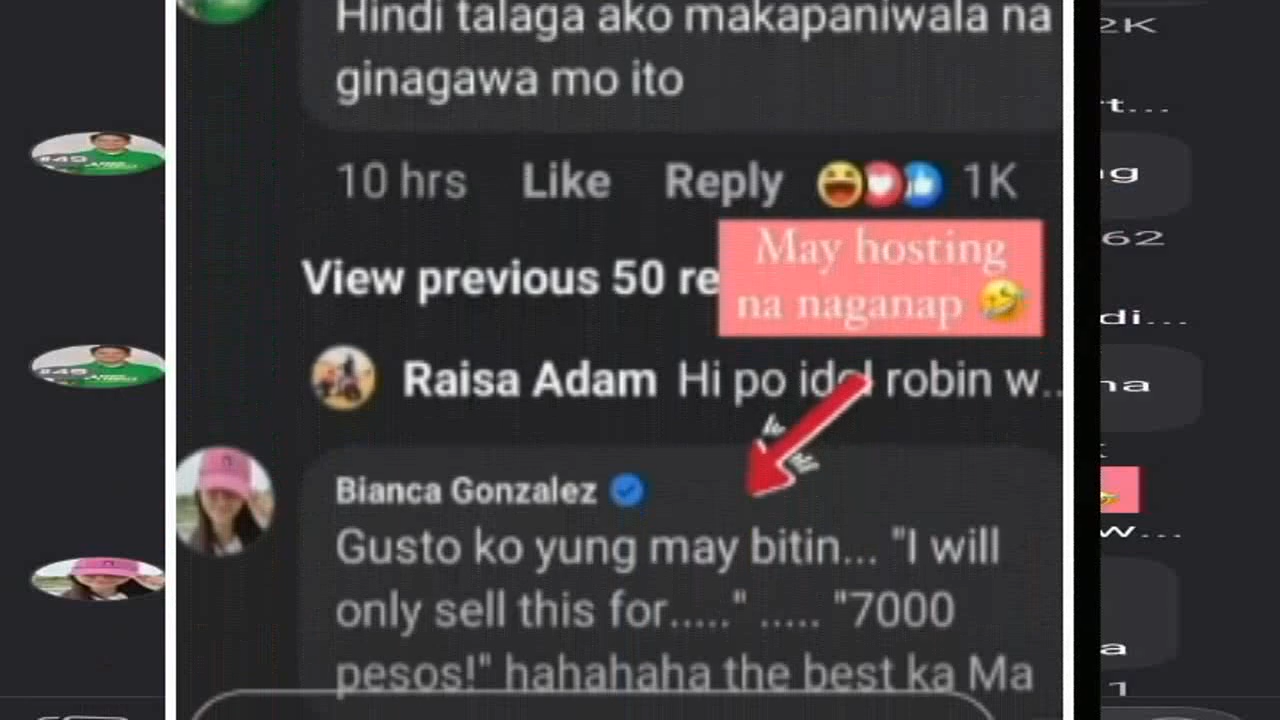 Hindi talaga ako makapaniwala na
ginagawa mo ito
10 hrs Like Reply 1K
View previous 50 re
May hosting
na naganap 🤣
Raisa Adam Hi po idol robin w...
Bianca Gonzalez
Gusto ko yung may bitin... "I will
only sell this for....." ..... "7000
pesos!" hahahaha the best ka Ma
2K
t...
ng
62
di...
na
w...
a
1
#49
#49